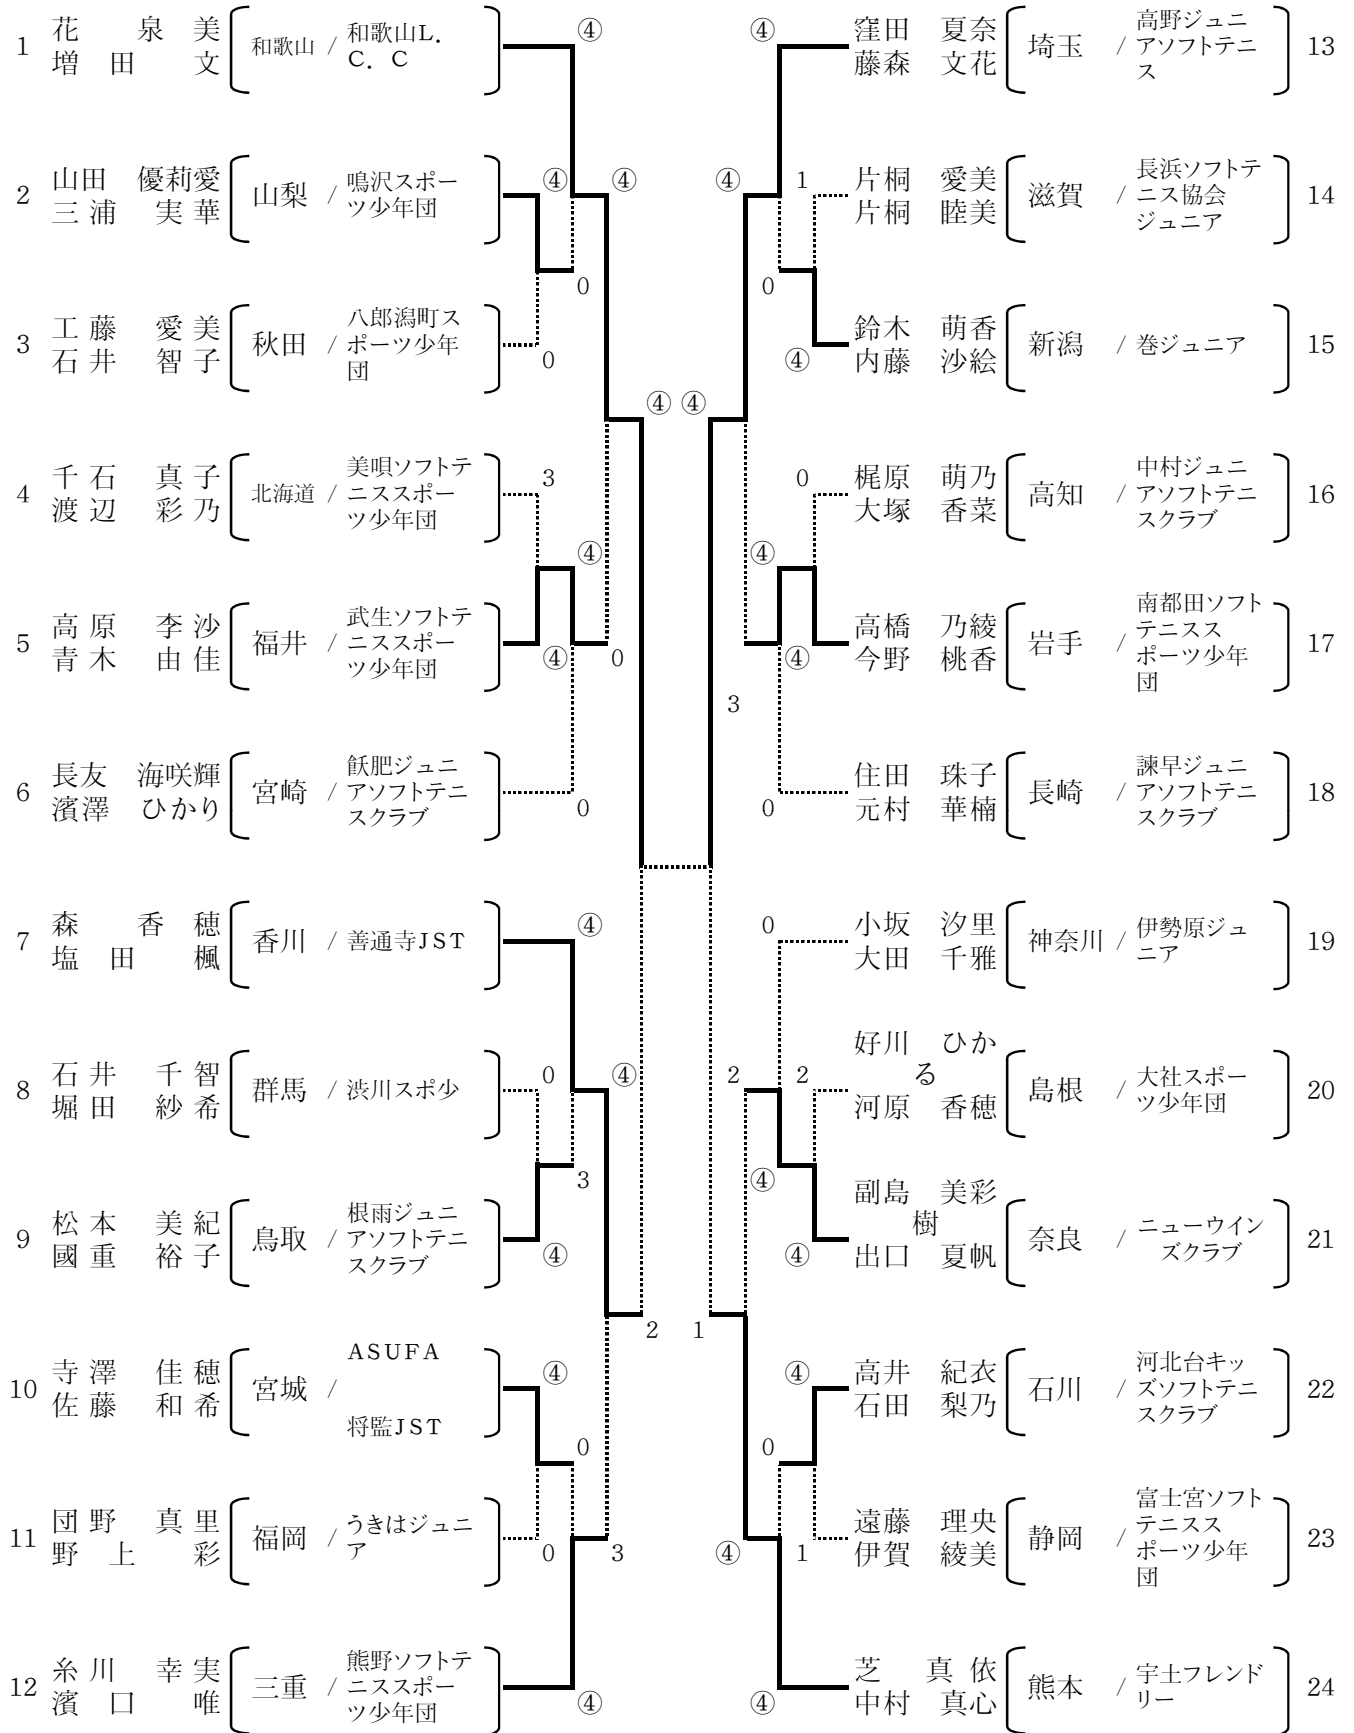 1
花　泉　美
増　田　文
和歌山 / 和歌山L．
C．C
④
2
山田　優莉愛
三浦　実華
山梨 / 鳴沢スポー
ツ少年団
④
④
0
3
工藤　愛美
石井　智子
秋田 / 八郎潟町ス
ポーツ少年
団
0
④
4
千石　真子
渡辺　彩乃
北海道 / 美唄ソフトテ
ニススポー
ツ少年団
3
④
5
高原　李沙
青木　由佳
福井 / 武生ソフトテ
ニススポー
ツ少年団
④
0
6
長友　海咲輝
濱澤　ひかり
宮崎 / 飫肥ジュニ
アソフトテニ
スクラブ
0
7
森　香　穂
塩　田　楓
香川 / 善通寺JST
④
8
石井　千智
堀田　紗希
群馬 / 渋川スポ少
0
④
3
9
松本　美紀
國重　裕子
鳥取 / 根雨ジュニ
アソフトテニ
スクラブ
④
2
10
寺澤　佳穂
佐藤　和希
宮城 /
ASUFA
将監JST
④
0
11
団野　真里
野上　彩
福岡 / うきはジュニ
ア
0
3
12
糸川　幸実
濱口　唯
三重 / 熊野ソフトテ
ニススポー
ツ少年団
④
④
窪田　夏奈
藤森　文花
埼玉 / 高野ジュニ
アソフトテニ
ス
13
④
1
片桐　愛美
片桐　睦美
滋賀 / 長浜ソフトテ
ニス協会
ジュニア
14
0
④
鈴木　萌香
内藤　沙絵
新潟 / 巻ジュニア
15
④
0
梶原　萌乃
大塚　香菜
高知 / 中村ジュニ
アソフトテニ
スクラブ
16
④
④
高橋　乃綾
今野　桃香
岩手 / 南都田ソフト
テニスス
ポーツ少年
団
17
3
0
住田　珠子
元村　華楠
長崎 / 諫早ジュニ
アソフトテニ
スクラブ
18
0
小坂　汐里
大田　千雅
神奈川 / 伊勢原ジュ
ニア
19
2
2
好川　ひか
る
河原　香穂
島根 / 大社スポー
ツ少年団
20
④
④
副島　美彩
樹
出口　夏帆
奈良 / ニューウイン
ズクラブ
21
1
④
高井　紀衣
石田　梨乃
石川 / 河北台キッ
ズソフトテニ
スクラブ
22
0
④
1
遠藤　理央
伊賀　綾美
静岡 / 富士宮ソフト
テニスス
ポーツ少年
団
23
④
芝　真依
中村　真心
熊本 / 宇土フレンド
リー
24